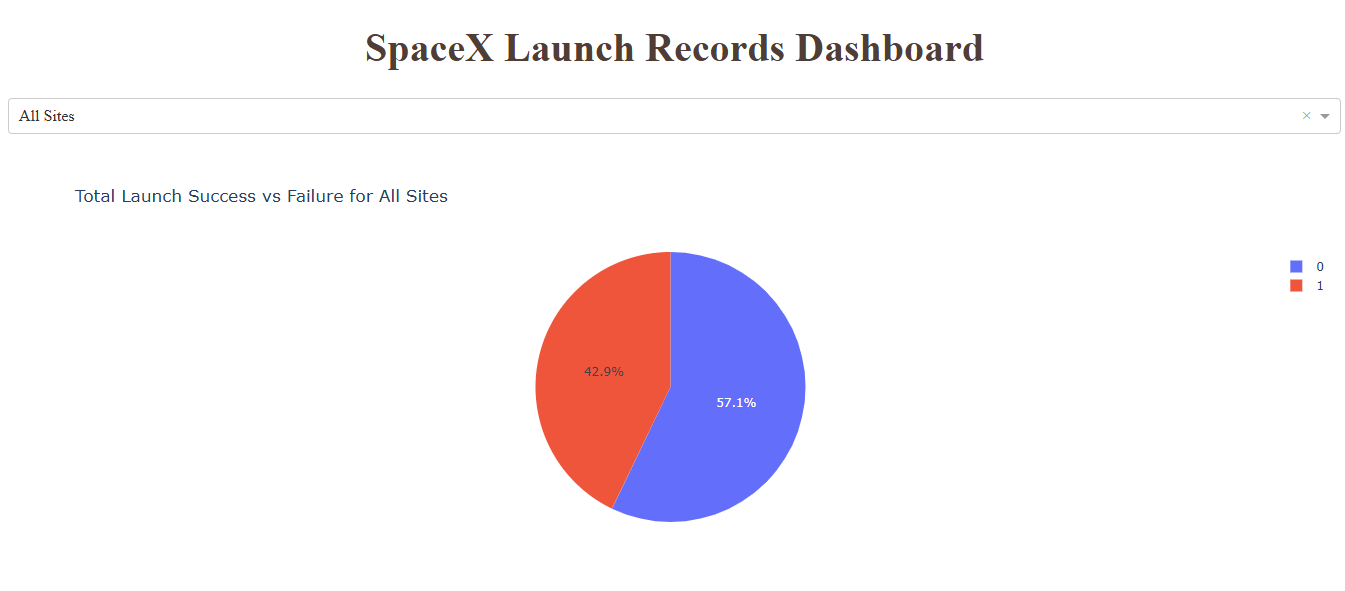 SpaceX Launch Records Dashboard
All Sites ×
Total Launch Success vs Failure for All Sites
0
1
42.9%
57.1%